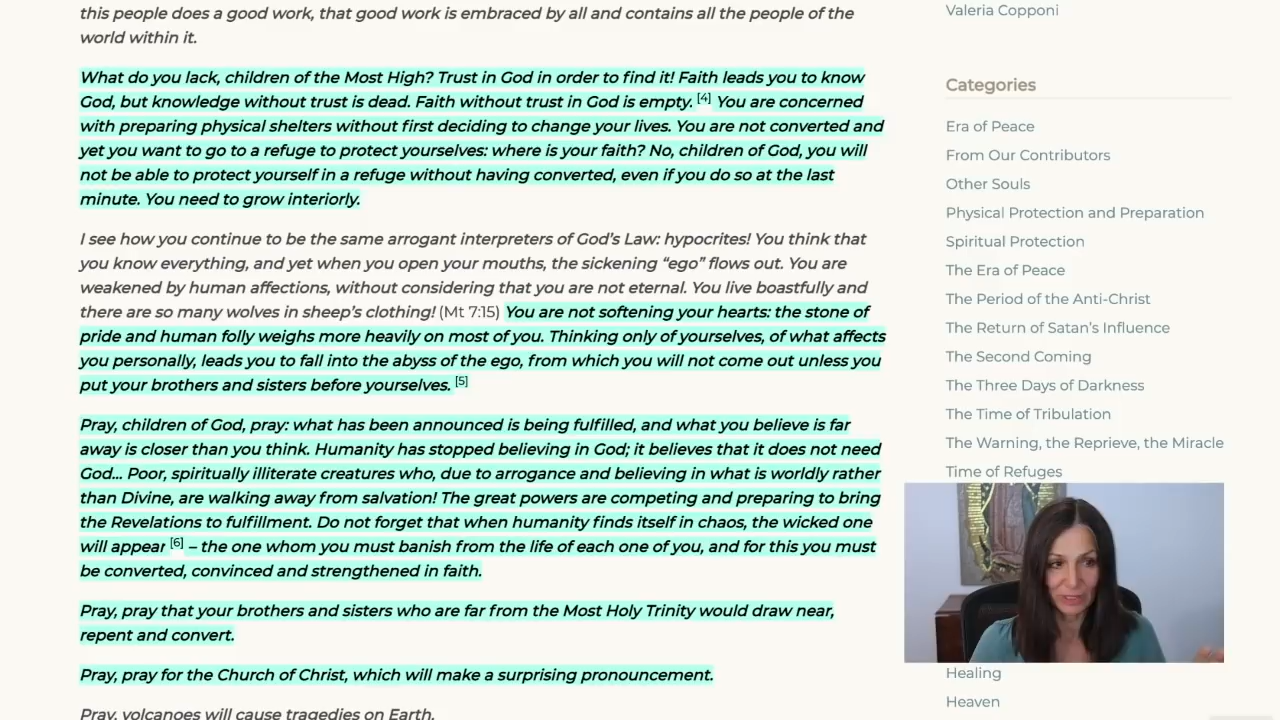 this people does a good work, that good work is embraced by all and contains all the people of the
world within it.
What do you lack, children of the Most High? Trust in God in order to find it! Faith leads you to know
God, but knowledge without trust is dead. Faith without trust in God is empty. [4] You are concerned
with preparing physical shelters without first deciding to change your lives. You are not converted and
yet you want to go to a refuge to protect yourselves: where is your faith? No, children of God, you will
not be able to protect yourself in a refuge without having converted, even if you do so at the last
minute. You need to grow interiorly.
I see how you continue to be the same arrogant interpreters of God's Law: hypocrites! You think that
you know everything, and yet when you open your mouths, the sickening “ego” flows out. You are
weakened by human affections, without considering that you are not eternal. You live boastfully and
there are so many wolves in sheep's clothing! (Mt 7:15) You are not softening your hearts: the stone of
pride and human folly weighs more heavily on most of you. Thinking only of yourselves, of what affects
you personally, leads you to fall into the abyss of the ego, from which you will not come out unless you
put your brothers and sisters before yourselves. [5]
Pray, children of God, pray: what has been announced is being fulfilled, and what you believe is far
away is closer than you think. Humanity has stopped believing in God; it believes that it does not need
God... Poor, spiritually illiterate creatures who, due to arrogance and believing in what is worldly rather
than Divine, are walking away from salvation! The great powers are competing and preparing to bring
the Revelations to fulfillment. Do not forget that when humanity finds itself in chaos, the wicked one
will appear [6] – the one whom you must banish from the life of each one of you, and for this you must
be converted, convinced and strengthened in faith.
Pray, pray that your brothers and sisters who are far from the Most Holy Trinity would draw near,
repent and convert.
Pray, pray for the Church of Christ, which will make a surprising pronouncement.
Pray, volcanoes will cause tragedies on Earth.
Valeria Copponi
Categories
Era of Peace
From Our Contributors
Other Souls
Physical Protection and Preparation
Spiritual Protection
The Era of Peace
The Period of the Anti-Christ
The Return of Satan's Influence
The Second Coming
The Three Days of Darkness
The Time of Tribulation
The Warning, the Reprieve, the Miracle
Time of Refuges
Healing
Heaven